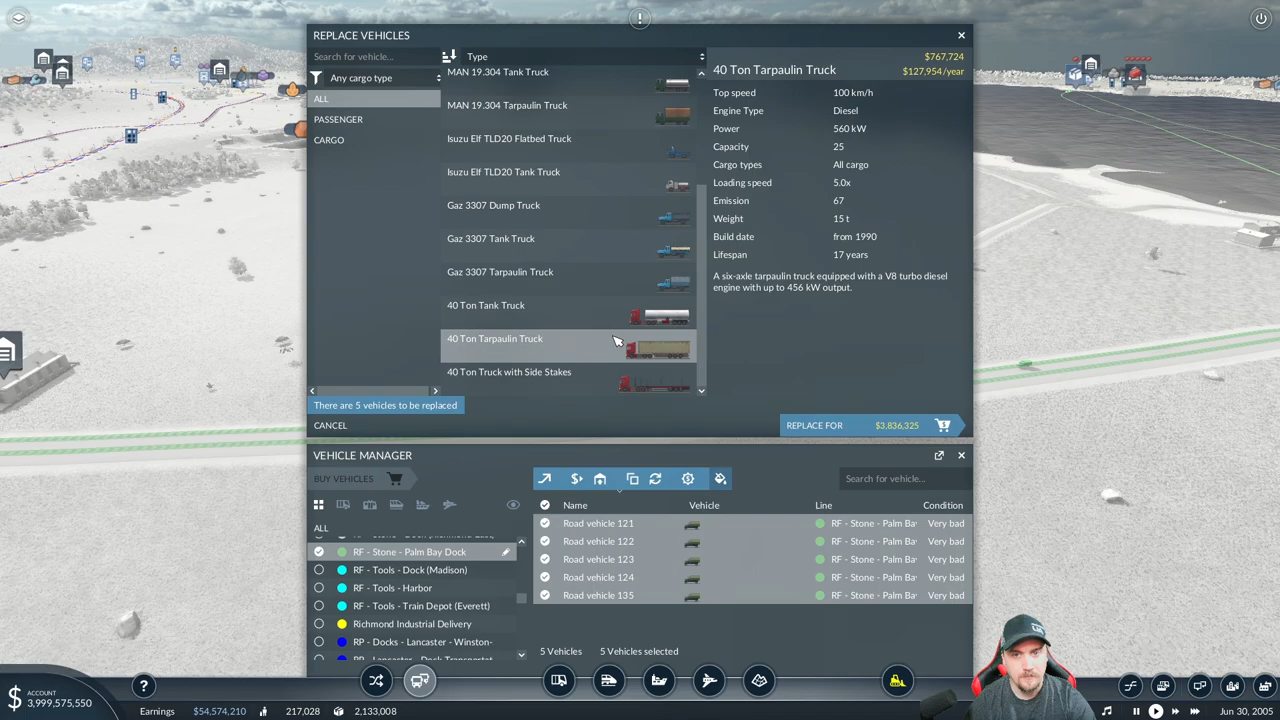 REPLACE VEHICLES
Search for vehicle...
Type
Any cargo type
ALL
PASSENGER
CARGO
MAN 19.304 Tank Truck
MAN 19.304 Tarpaulin Truck
Isuzu Elf TLD20 Flatbed Truck
Isuzu Elf TLD20 Tank Truck
Gaz 3307 Dump Truck
Gaz 3307 Tank Truck
Gaz 3307 Tarpaulin Truck
40 Ton Tank Truck
40 Ton Tarpaulin Truck
40 Ton Truck with Side Stakes
$767,724
40 Ton Tarpaulin Truck $127,954/year
Top speed 100 km/h
Engine Type Diesel
Power 560 kW
Capacity 25
Cargo types All cargo
Loading speed 5.0x
Emission 67
Weight 15 t
Build date from 1990
Lifespan 17 years
A six-axle tarpaulin truck equipped with a V8 turbo diesel
engine with up to 456 kW output.
There are 5 vehicles to be replaced
CANCEL
REPLACE FOR $3,836,325
VEHICLE MANAGER
BUY VEHICLES
Search for vehicle...
ALL
RF - Stone - Palm Bay Dock
RF - Tools - Dock (Madison)
RF - Tools - Harbor
RF - Tools - Train Depot (Everett)
Richmond Industrial Delivery
RP - Docks - Lancaster - Winston-
Name Vehicle Line Condition
Road vehicle 121 RF - Stone - Palm Ba Very bad
Road vehicle 122 RF - Stone - Palm Ba Very bad
Road vehicle 123 RF - Stone - Palm Ba Very bad
Road vehicle 124 RF - Stone - Palm Ba Very bad
Road vehicle 135 RF - Stone - Palm Ba Very bad
5 Vehicles 5 Vehicles selected
$ ACCOUNT
3,999,575,550
?
Earnings $54,574,210 217,028 2,133,008
Jun 30, 2005